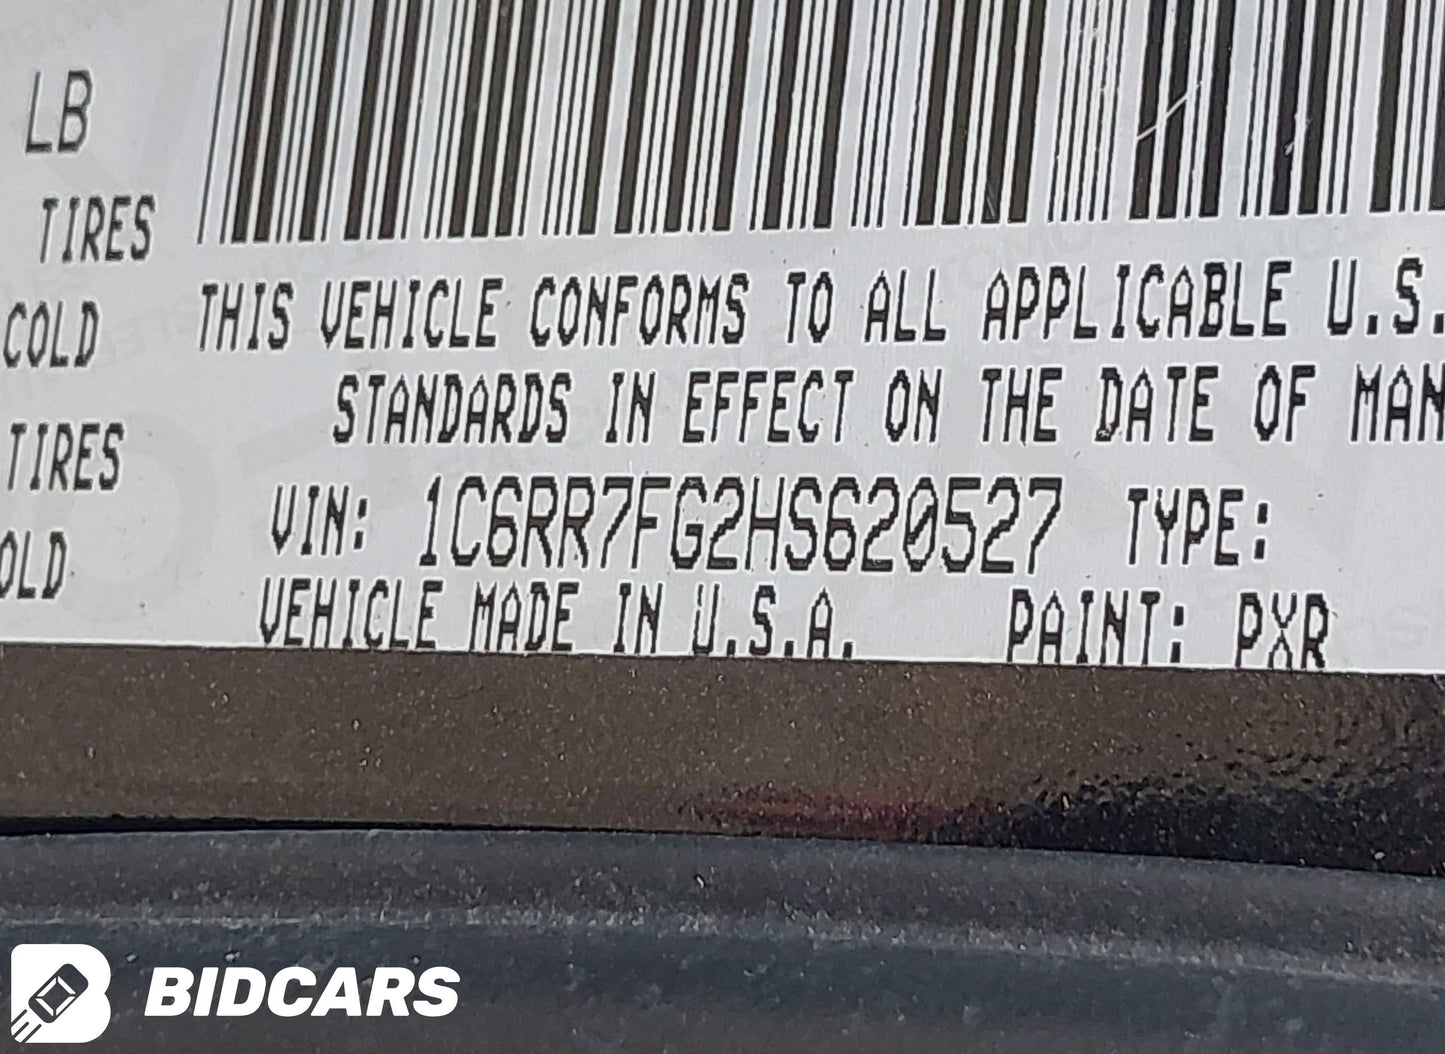 LB
TIRES
COLD
TIRES
OLD
THIS VEHICLE CONFORMS TO ALL APPLICABLE U.S.
STANDARDS IN EFFECT ON THE DATE OF MAN
VIN: 1C6RR7FG2HS620527 TYPE:
VEHICLE MADE IN U.S.A. PAINT: PXR
BIDCARS